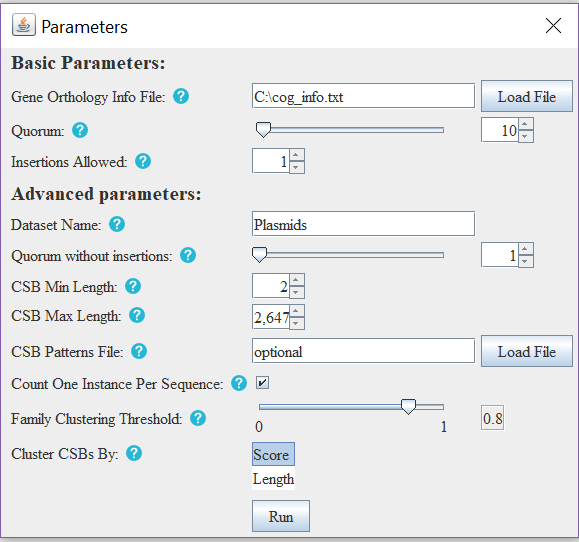 Parameters
Basic Parameters:
Gene Orthology Info File: ? C:\cog_info.txt Load File
Quorum: ? 10
Insertions Allowed: ? 1
Advanced parameters:
Dataset Name: ? Plasmids
Quorum without insertions: ? 1
CSB Min Length: ? 2
CSB Max Length: ? 2,647
CSB Patterns File: ? optional Load File
Count One Instance Per Sequence: ?
Family Clustering Threshold: ? 0.8
0 1
Cluster CSBs By: ? Score
Length
Run